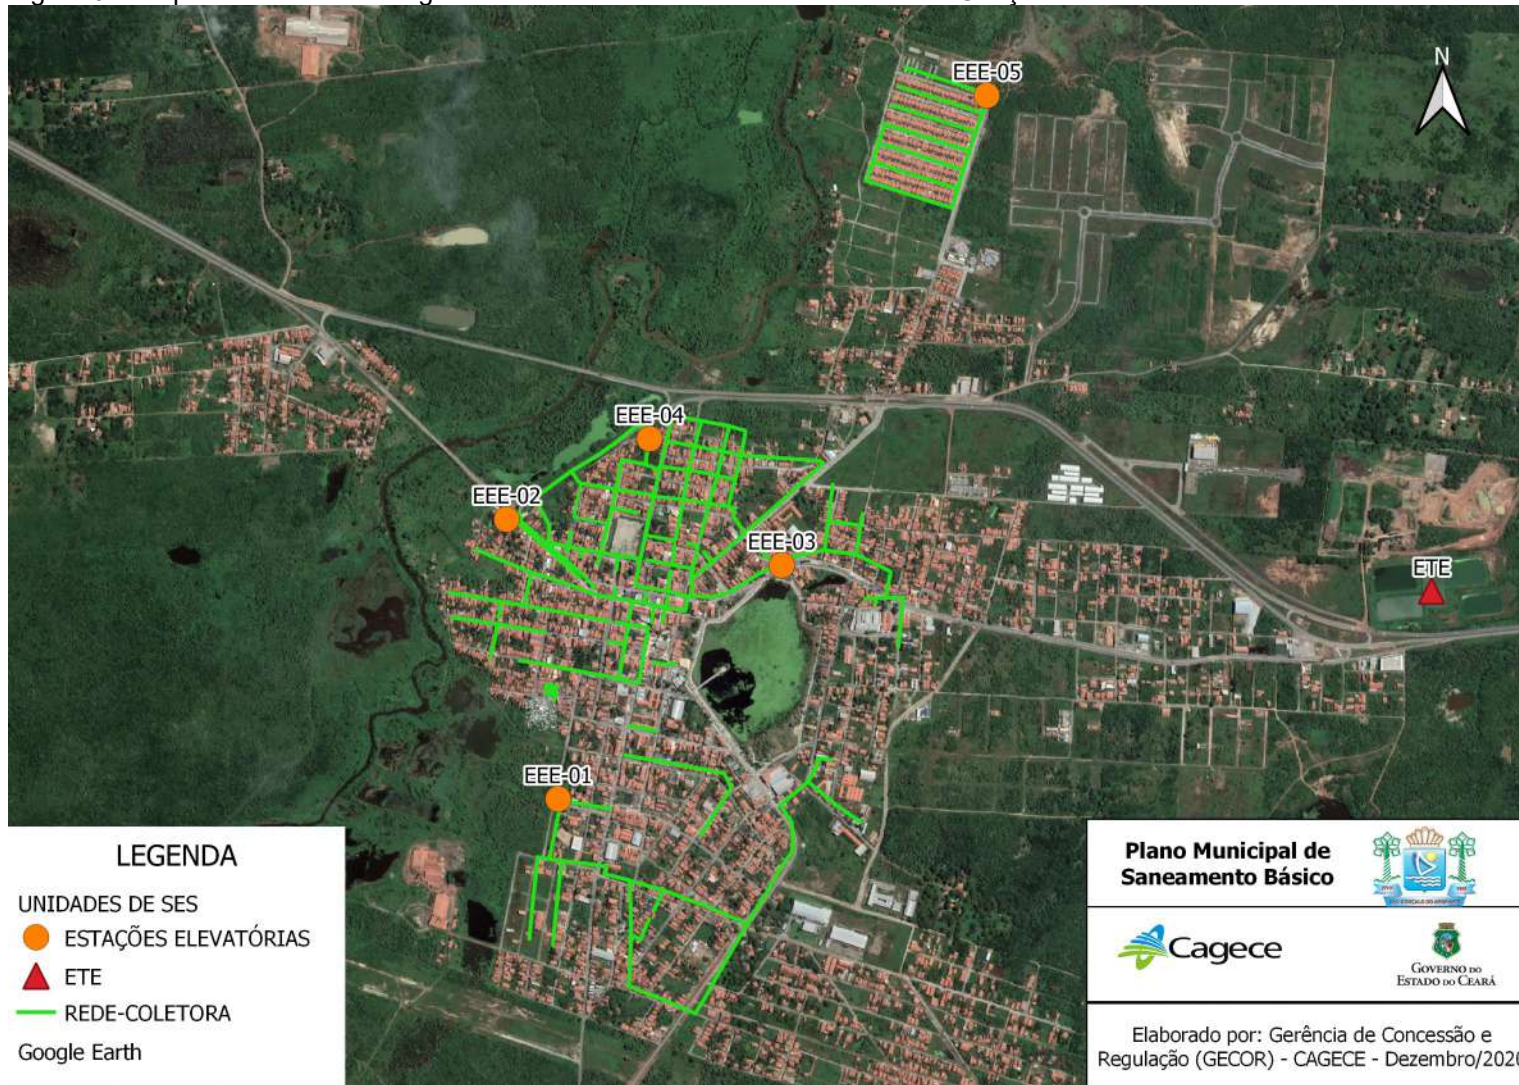 EEE-05
N
EEE-04
EEE-02
EEE-03
ETE
EEE-01
LEGENDA
UNIDADES DE SES
ESTAÇÕES ELEVATÓRIAS
ETE
REDE-COLETORA
Google Earth
Plano Municipal de
Saneamento Básico
Cagece
GOVERNO DO
ESTADO DO CEARÁ
Elaborado por: Gerência de Concessão e
Regulação (GECOR) - CAGECE - Dezembro/2020